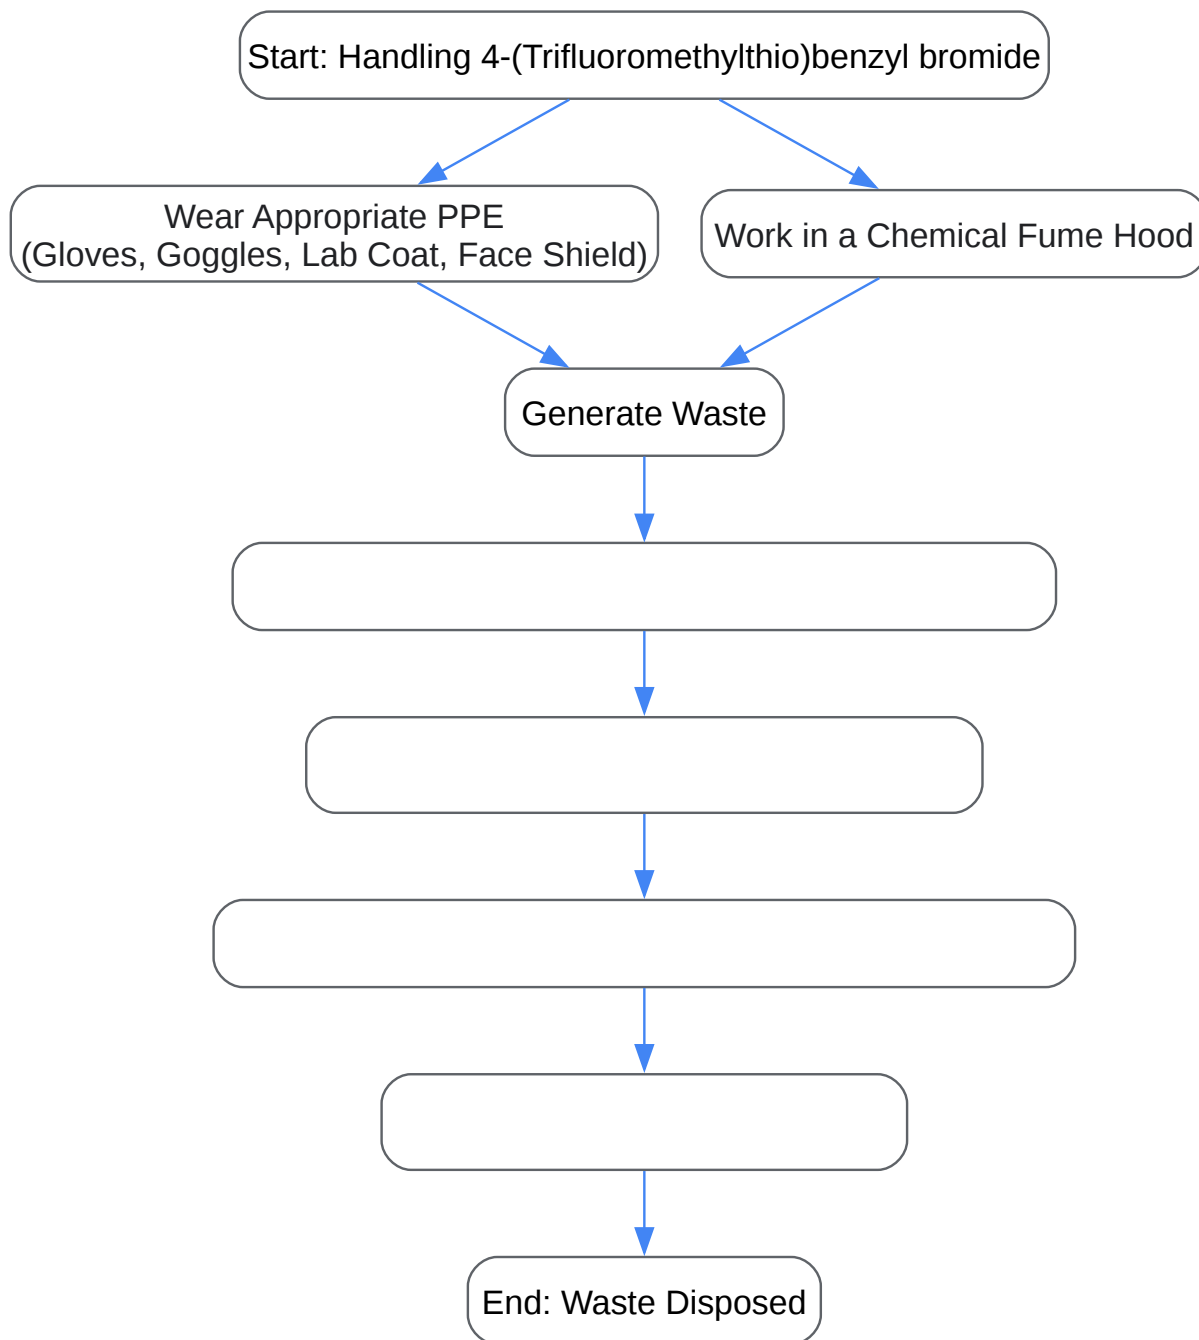 Start: Handling 4-(Trifluoromethylthio)benzyl bromide
Wear Appropriate PPE
(Gloves, Goggles, Lab Coat, Face Shield)
Work in a Chemical Fume Hood
Generate Waste
End: Waste Disposed